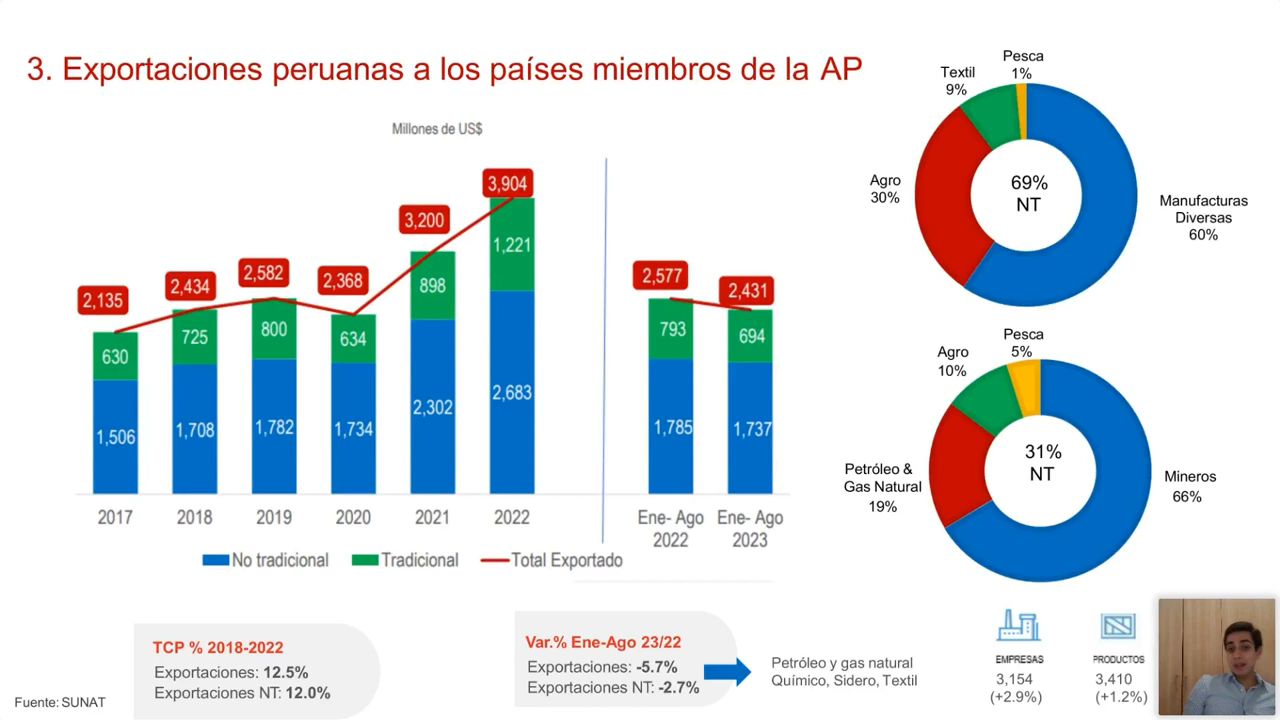 3. Exportaciones peruanas a los países miembros de la AP
Millones de US$
2,135
2,434
2,582
2,368
3,200
3,904
2,577
2,431
630
725
800
634
898
1,221
793
694
1,506
1,708
1,782
1,734
2,302
2,683
1,785
1,737
2017
2018
2019
2020
2021
2022
Ene- Ago
2022
Ene- Ago
2023
No tradicional
Tradicional
Total Exportado
Pesca
1%
Textil
9%
Agro
30%
69%
NT
Manufacturas
Diversas
60%
Pesca
5%
Agro
10%
Petróleo &
Gas Natural
19%
31%
NT
Mineros
66%
TCP % 2018-2022
Exportaciones: 12.5%
Exportaciones NT: 12.0%
Var.% Ene-Ago 23/22
Exportaciones: -5.7%
Exportaciones NT: -2.7%
Petróleo y gas natural
Químico, Sidero, Textil
EMPRESAS
3,154
(+2.9%)
PRODUCTOS
3,410
(+1.2%)
Fuente: SUNAT